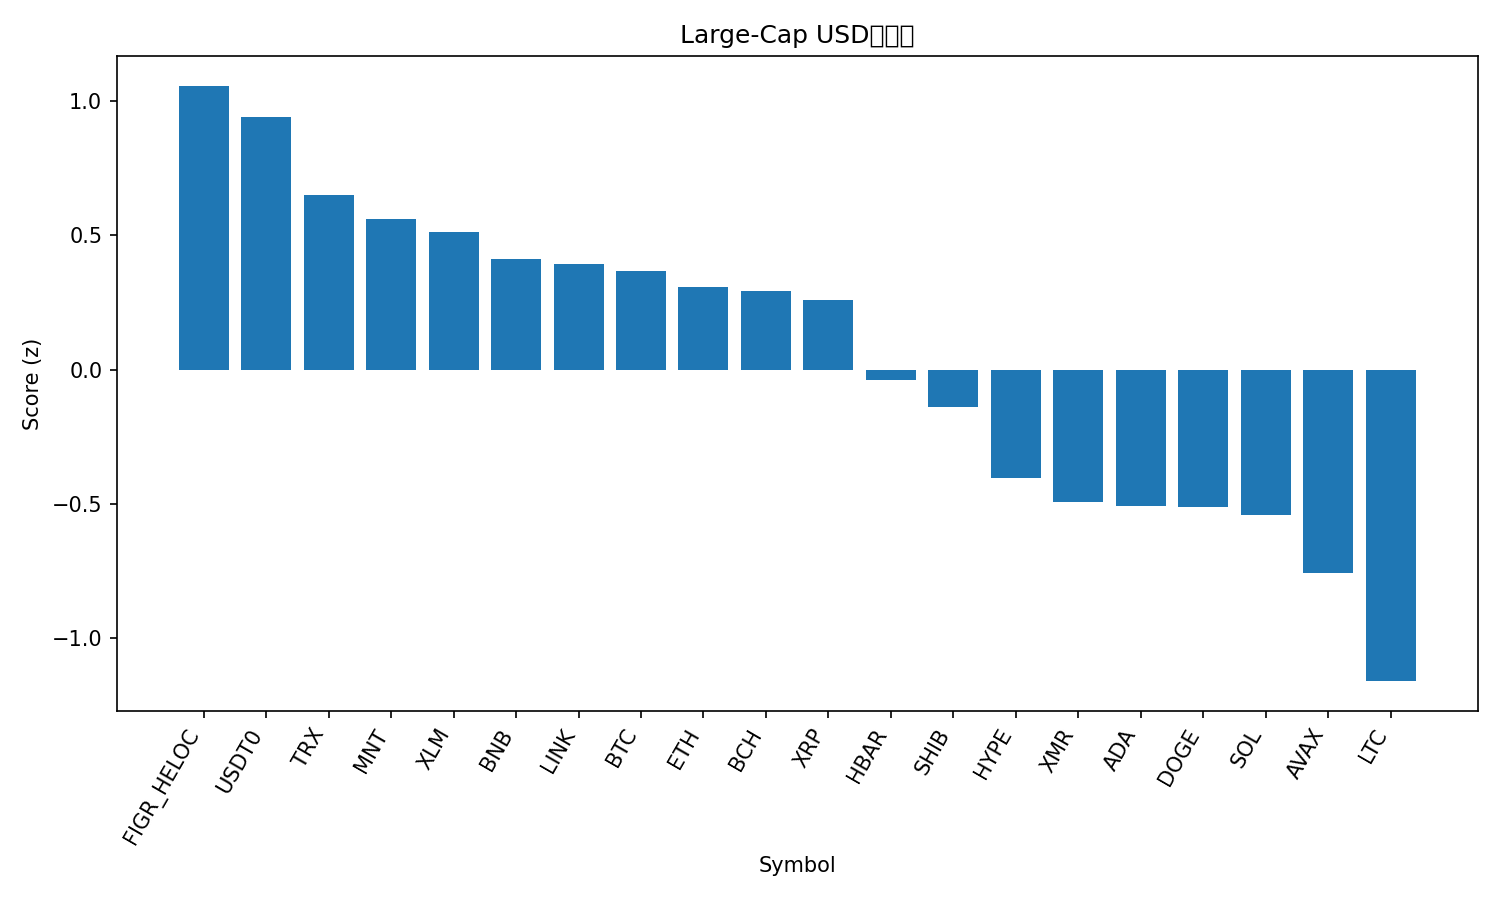 Large-Cap USD
Score (z)
1.0
0.5
0.0
−0.5
−1.0
FIGR_HELOC
USDT0
TRX
MNT
XLM
BNB
LINK
BTC
ETH
BCH
XRP
HBAR
SHIB
HYPE
XMR
ADA
DOGE
SOL
AVAX
LTC
Symbol